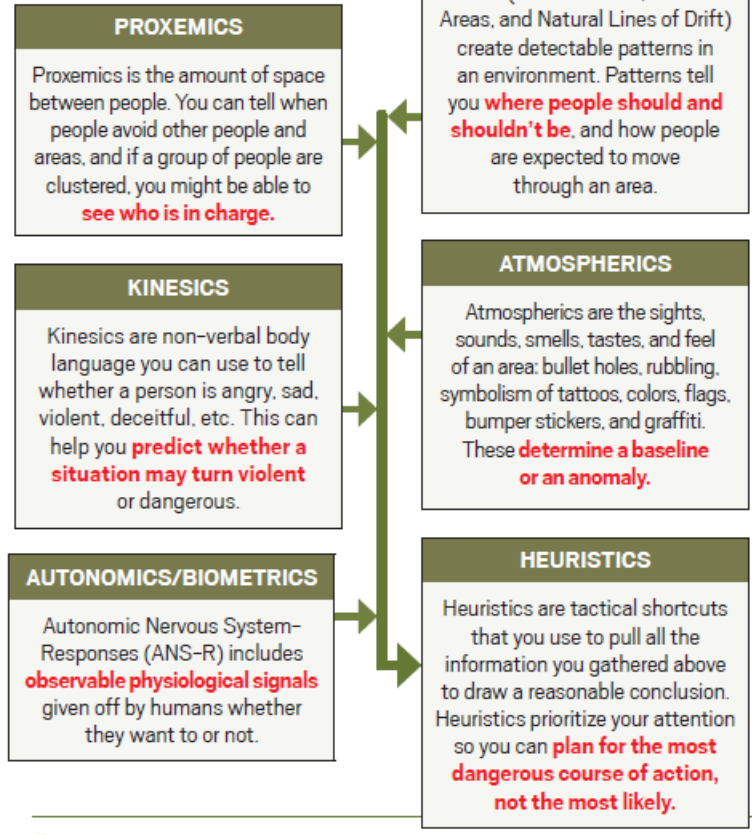 PROXEMICS
Proxemics is the amount of space
between people. You can tell when
people avoid other people and
areas, and if a group of people are
clustered, you might be able to
see who is in charge.
KINESICS
Kinesics are non-verbal body
language you can use to tell
whether a person is angry, sad,
violent, deceitful, etc. This can
help you predict whether a
situation may turn violent
or dangerous.
AUTONOMICS/BIOMETRICS
Autonomic Nervous System-
Responses (ANS-R) includes
observable physiological signals
given off by humans whether
they want to or not.
Areas, and Natural Lines of Drift)
create detectable patterns in
an environment. Patterns tell
you where people should and
shouldn't be, and how people
are expected to move
through an area.
ATMOSPHERICS
Atmospherics are the sights,
sounds, smells, tastes, and feel
of an area: bullet holes, rubbling,
symbolism of tattoos, colors, flags,
bumper stickers, and graffiti.
These determine a baseline
or an anomaly.
HEURISTICS
Heuristics are tactical shortcuts
that you use to pull all the
information you gathered above
to draw a reasonable conclusion.
Heuristics prioritize your attention
so you can plan for the most
dangerous course of action,
not the most likely.